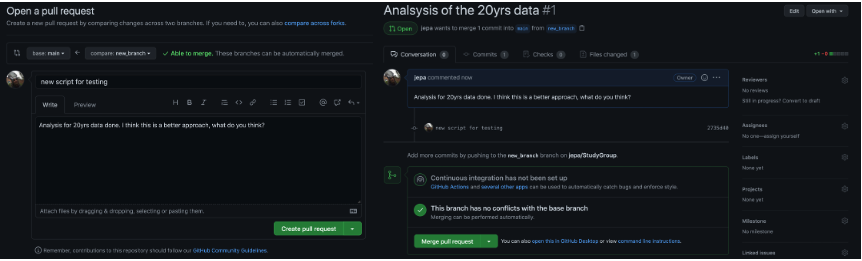 Open a pull request
Create a new pull request by comparing changes across two branches. If you need to, you can also compare across forks.
base: main
compare: new_branch
Able to merge. These branches can be automatically merged.
new script for testing
Write
Preview
H B I
Analysis for 20yrs data done. I think this is a better approach, what do you think?
Attach files by dragging & dropping, selecting or pasting them.
Create pull request
Remember, contributions to this repository should follow our GitHub Community Guidelines.
Analsysis of the 20yrs data #1
Edit
Open with
Open
jepa wants to merge 1 commit into main from new_branch
Conversation 0
Commits 1
Checks 0
Files changed 1
+1 -0
jepa commented now
Owner
Analysis for 20yrs data done. I think this is a better approach, what do you think?
new script for testing
2735d48
Add more commits by pushing to the new_branch branch on jepa/StudyGroup.
Continuous integration has not been set up
GitHub Actions and several other apps can be used to automatically catch bugs and enforce style.
This branch has no conflicts with the base branch
Merging can be performed automatically.
Merge pull request
You can also open this in GitHub Desktop or view command line instructions.
Reviewers
No reviews
Still in progress? Convert to draft
Assignees
No one—assign yourself
Labels
None yet
Projects
None yet
Milestone
No milestone
Linked issues